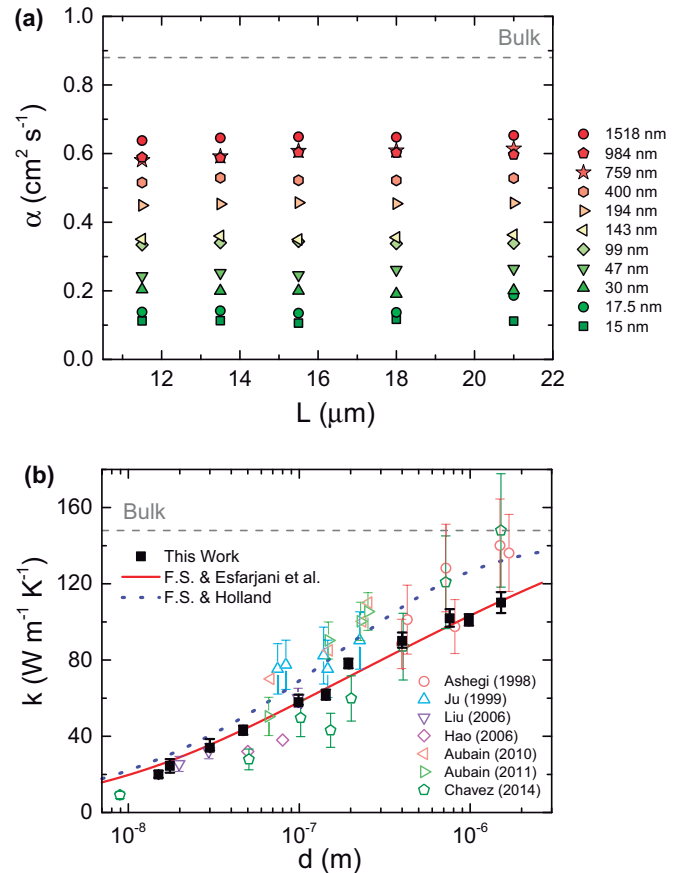 (a)
1.0
0.8
0.6
0.4
0.2
0.0
α (cm² s⁻¹)
Bulk
12
14
16
18
20
22
L (μm)
1518 nm
984 nm
759 nm
400 nm
194 nm
143 nm
99 nm
47 nm
30 nm
17.5 nm
15 nm
(b)
160
120
80
40
0
k (W m⁻¹ K⁻¹)
Bulk
This Work
F.S. & Esfarjani et al.
F.S. & Holland
Ashegi (1998)
Ju (1999)
Liu (2006)
Hao (2006)
Aubain (2010)
Aubain (2011)
Chavez (2014)
10⁻⁸
10⁻⁷
10⁻⁶
d (m)